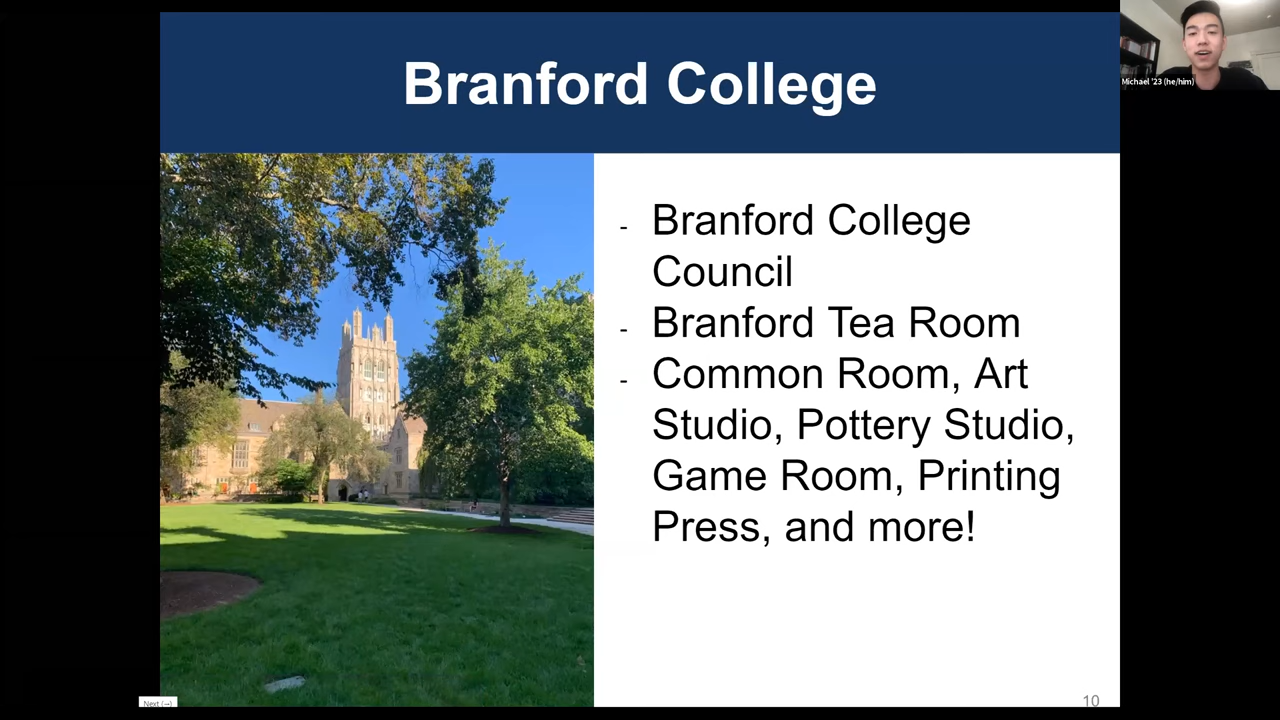 Branford College
Michael '23 (he/him)
- Branford College
Council
- Branford Tea Room
- Common Room, Art
Studio, Pottery Studio,
Game Room, Printing
Press, and more!
Next (→)
10